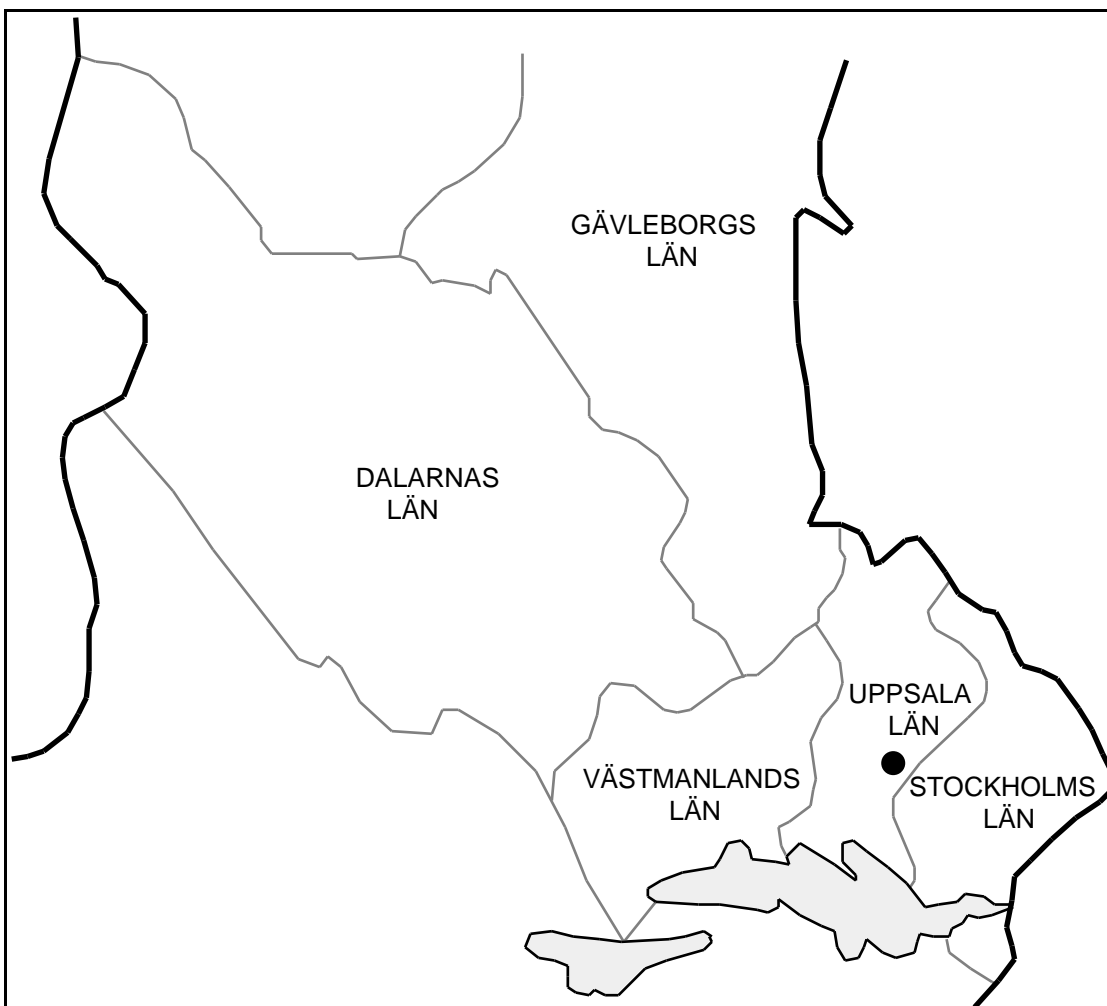 GÄVLEBORGS
LÄN
DALARNAS
LÄN
UPPSALA
LÄN
VÄSTMANLANDS
LÄN
STOCKHOLMS
LÄN